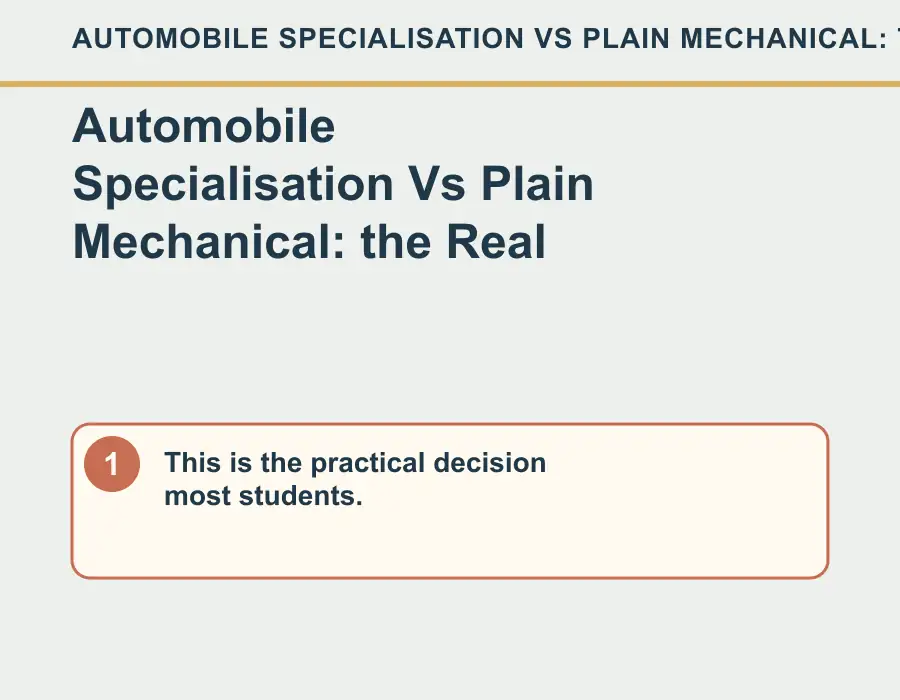 AUTOMOBILE SPECIALISATION VS PLAIN MECHANICAL:
Automobile
Specialisation Vs Plain
Mechanical: the Real
1
This is the practical decision
most students.